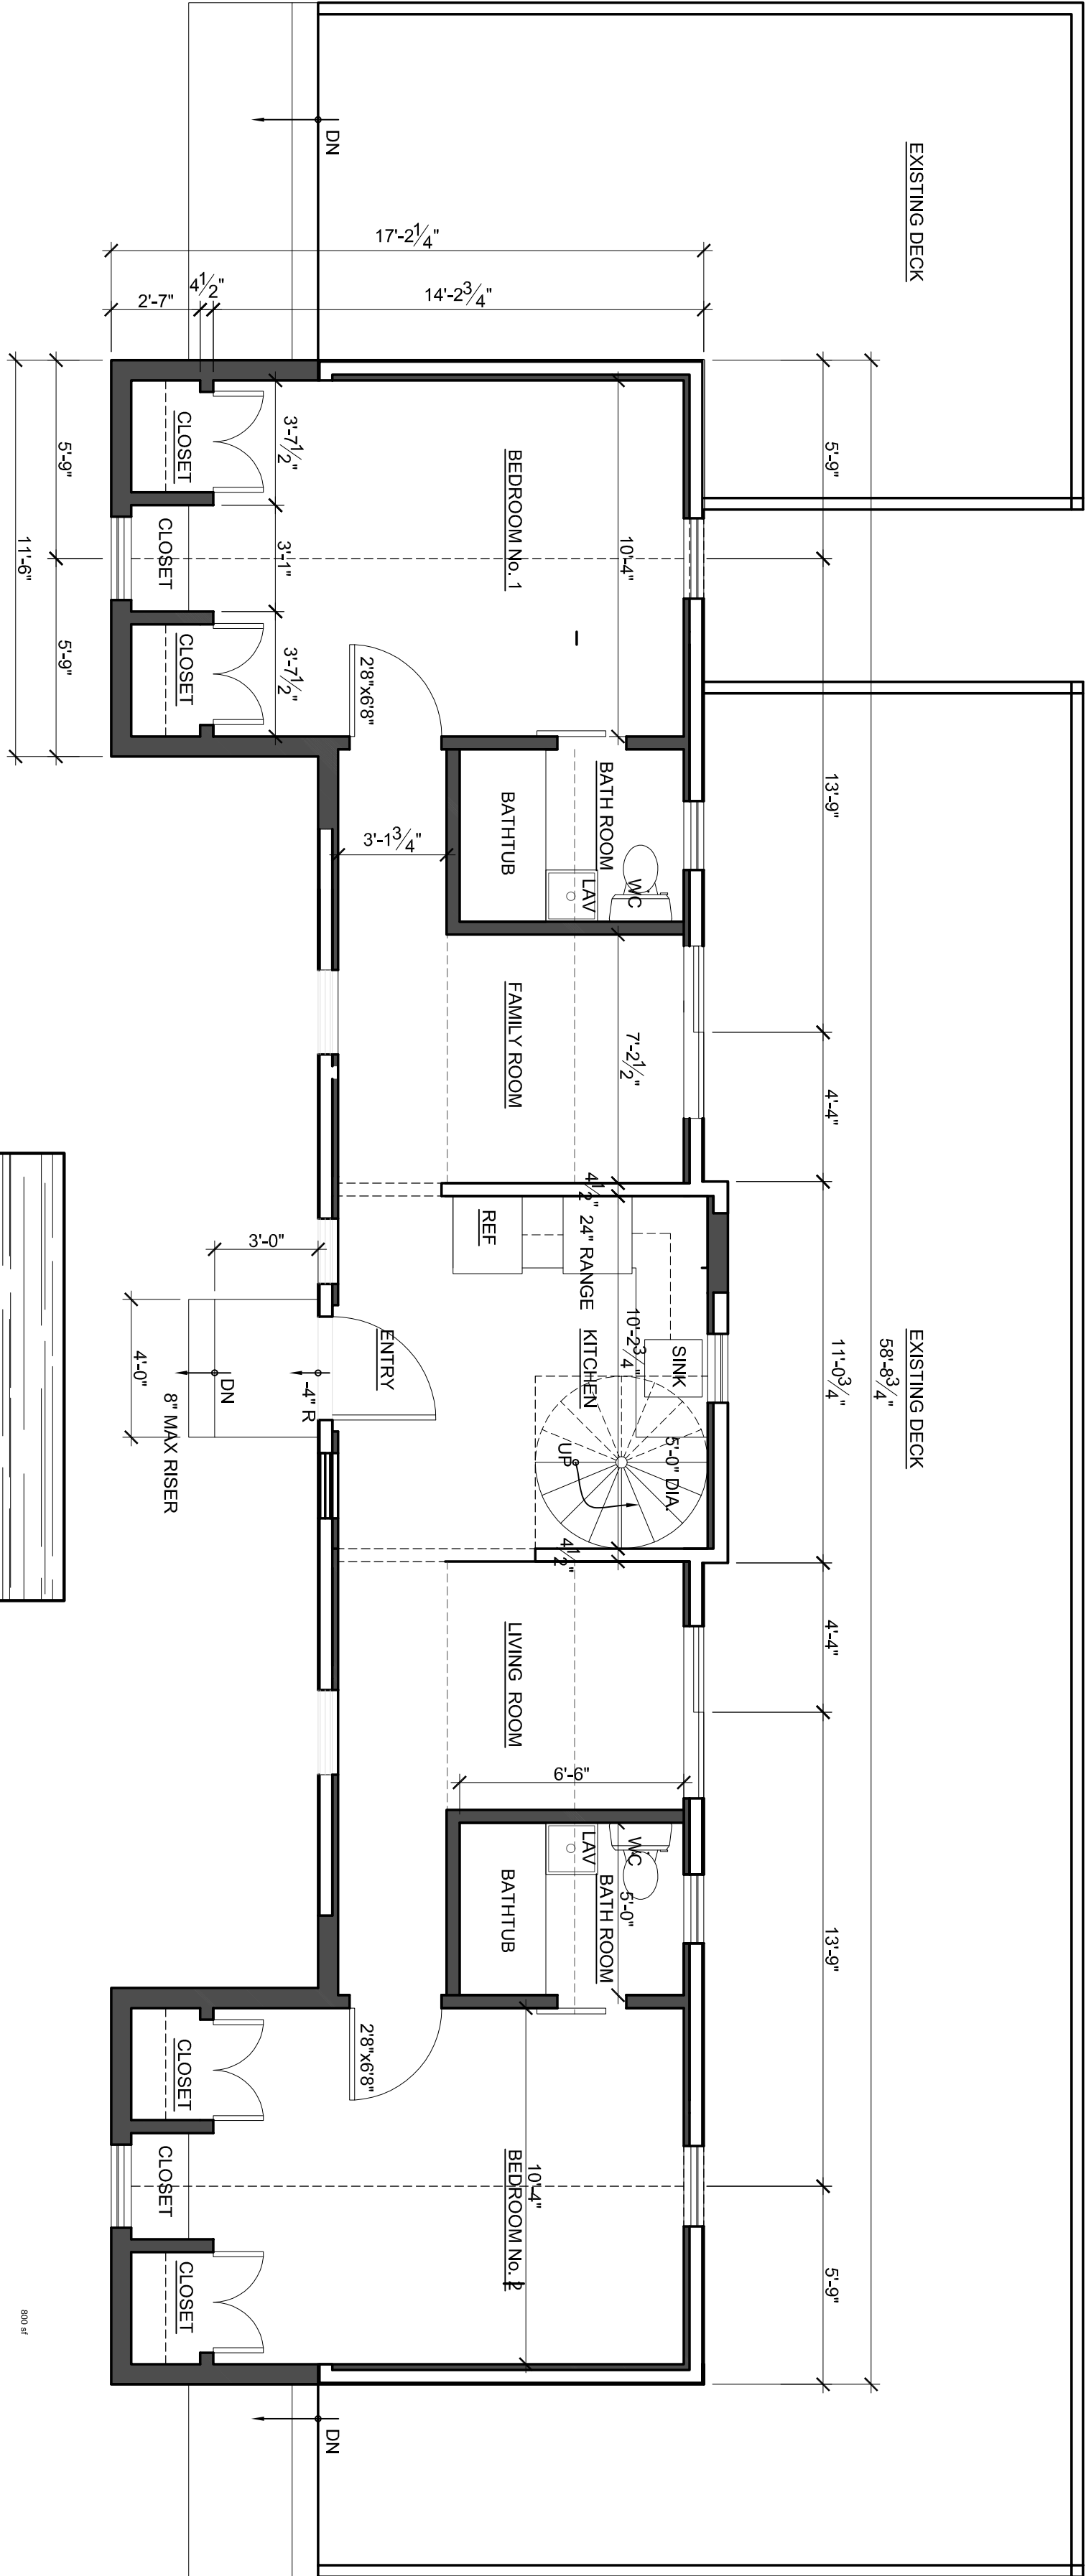 EXISTING DECK
EXISTING DECK
58'-8 3/4"
5'-9"
13'-9"
4'-4"
11'-0 3/4"
4'-4"
13'-9"
5'-9"
17'-2 1/4"
14'-2 3/4"
4 1/2"
2'-7"
DN
BEDROOM No. 1
10'-4"
3'-7 1/2"
3'-1"
3'-7 1/2"
CLOSET
CLOSET
CLOSET
5'-9"
5'-9"
11'-6"
2'8"x6'8"
BATH ROOM
WC
LAV
BATHTUB
3'-1 3/4"
FAMILY ROOM
7'-2 1/2"
4 1/2"
24" RANGE
REF
KITCHEN
10'-2 3/4"
SINK
5'-0" DIA.
UP
4 1/2"
ENTRY
-4" R
DN
3'-0"
4'-0"
8" MAX RISER
LIVING ROOM
6'-6"
WC
LAV
5'-0"
BATH ROOM
BATHTUB
2'8"x6'8"
BEDROOM No. 2
10'-4"
CLOSET
CLOSET
CLOSET
DN
800 sf